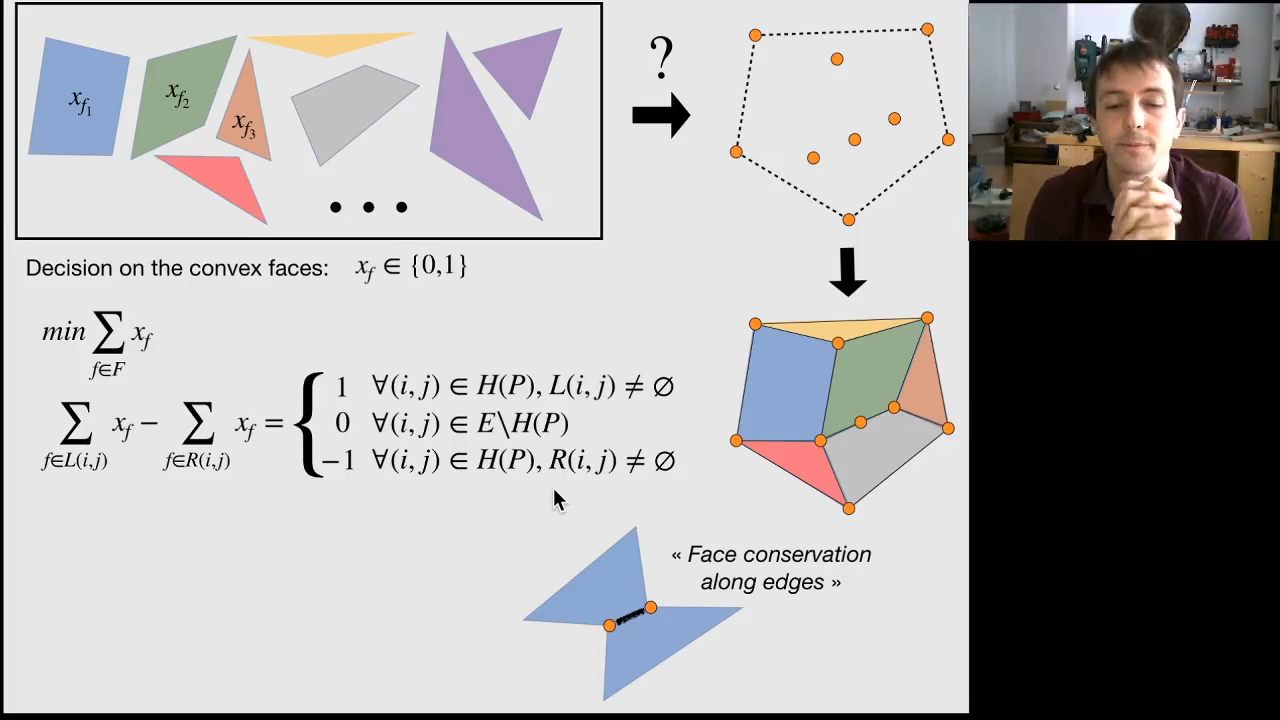 x_{f_1}
x_{f_2}
x_{f_3}
• • •
?
Decision on the convex faces: x_f ∈ {0,1}
min ∑_{f∈F} x_f
∑_{f∈L(i,j)} x_f − ∑_{f∈R(i,j)} x_f = {
1 ∀(i, j) ∈ H(P), L(i, j) ≠ ∅
0 ∀(i, j) ∈ E\H(P)
−1 ∀(i, j) ∈ H(P), R(i, j) ≠ ∅
« Face conservation
along edges »